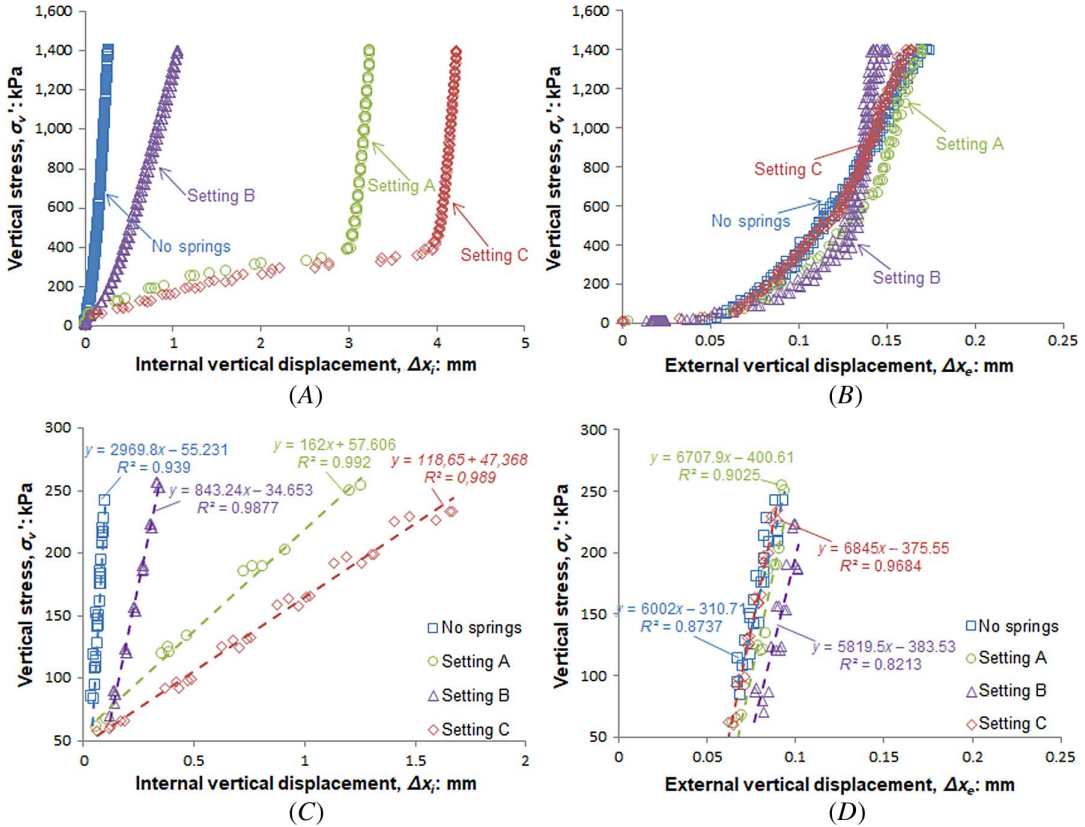 1,600
1,400
1,200
1,000
800
600
400
200
0
Vertical stress, σv': kPa
No springs
Setting B
Setting A
Setting C
0 1 2 3 4 5
Internal vertical displacement, Δxi: mm
(A)
1,600
1,400
1,200
1,000
800
600
400
200
0
Vertical stress, σv': kPa
Setting A
Setting C
No springs
Setting B
0 0.05 0.1 0.15 0.2 0.25
External vertical displacement, Δxe: mm
(B)
300
250
200
150
100
50
Vertical stress, σv': kPa
y = 2969.8x – 55.231
R² = 0.939
y = 843.24x – 34.653
R² = 0.9877
y = 162x + 57.606
R² = 0.992
y = 118,65 + 47,368
R² = 0,989
No springs
Setting A
Setting B
Setting C
0 0.5 1 1.5 2
Internal vertical displacement, Δxi: mm
(C)
300
250
200
150
100
50
Vertical stress, σv': kPa
y = 6707.9x – 400.61
R² = 0.9025
y = 6845x – 375.55
R² = 0.9684
y = 6002x – 310.71
R² = 0.8737
y = 5819.5x – 383.53
R² = 0.8213
No springs
Setting A
Setting B
Setting C
0 0.05 0.1 0.15 0.2 0.25
External vertical displacement, Δxe: mm
(D)